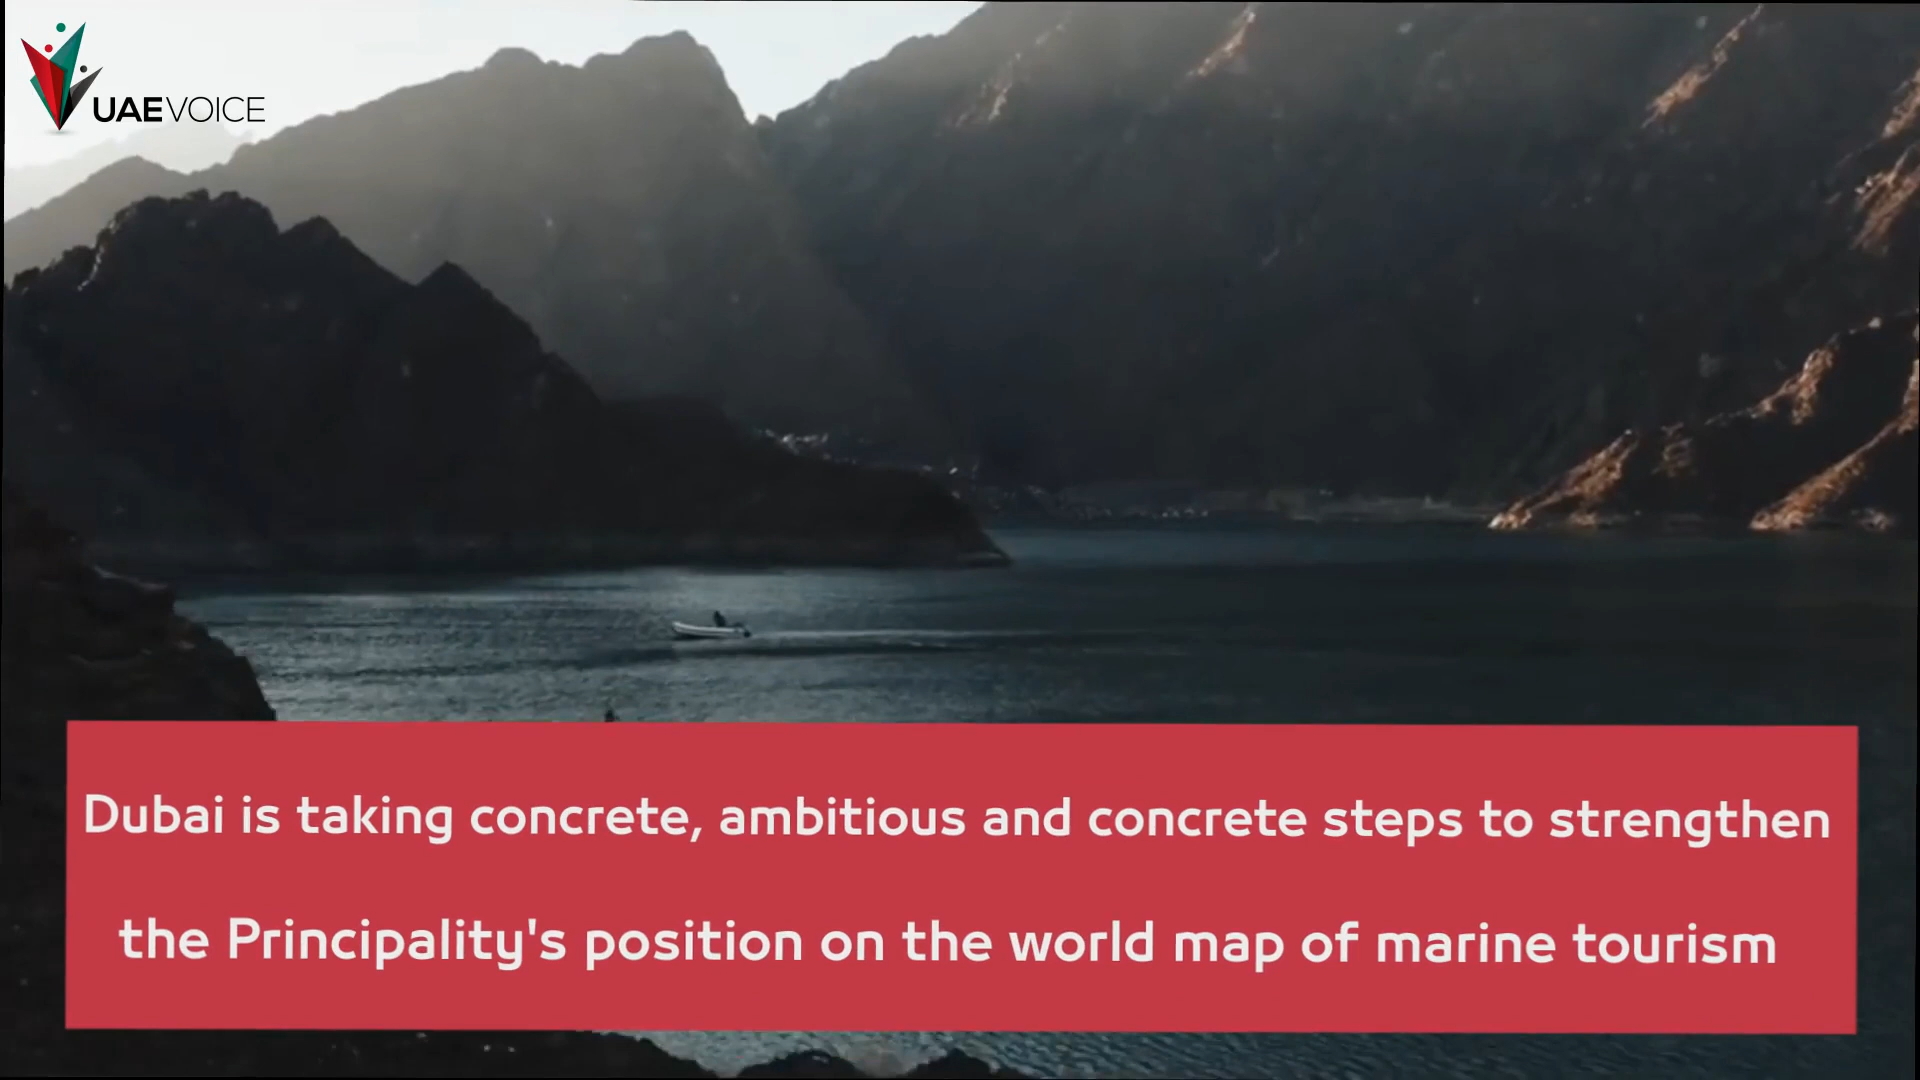 UAEVOICE
Dubai is taking concrete, ambitious and concrete steps to strengthen
the Principality's position on the world map of marine tourism